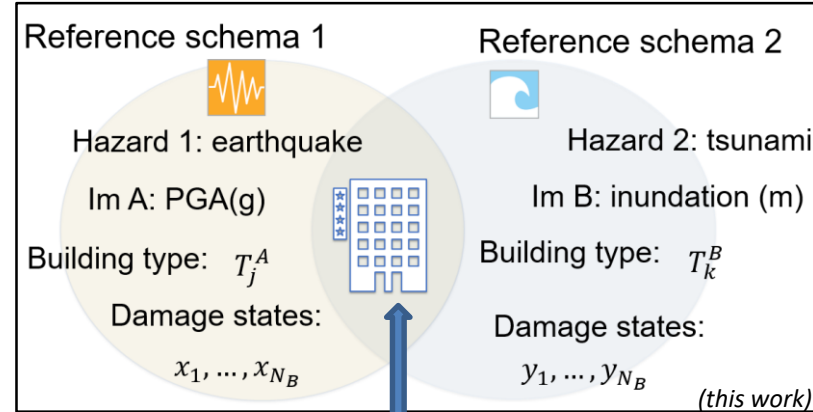 Reference schema 1
Reference schema 2
Hazard 1: earthquake
Hazard 2: tsunami
Im A: PGA(g)
Im B: inundation (m)
Building type: T_j^A
Building type: T_k^B
Damage states:
Damage states:
x_1, ..., x_{N_B}
y_1, ..., y_{N_B}
(this work)